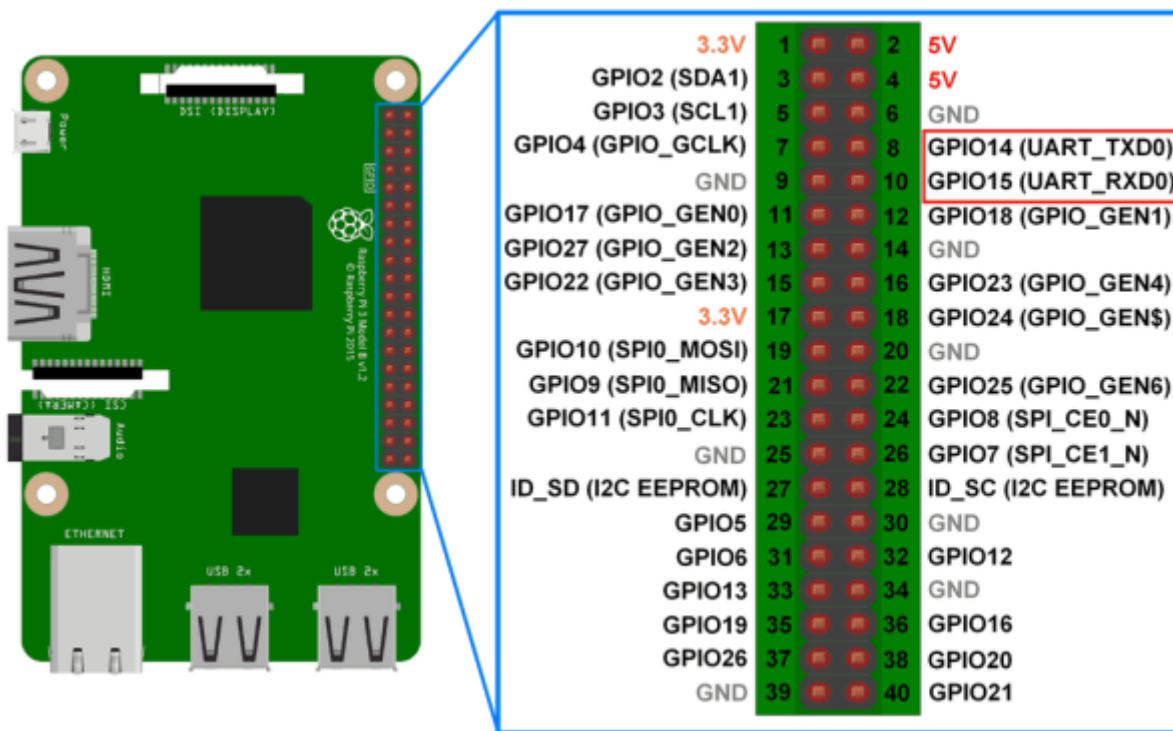 3.3V 1 2 5V
GPIO2 (SDA1) 3 4 5V
GPIO3 (SCL1) 5 6 GND
GPIO4 (GPIO_GCLK) 7 8 GPIO14 (UART_TXD0)
GND 9 10 GPIO15 (UART_RXD0)
GPIO17 (GPIO_GEN0) 11 12 GPIO18 (GPIO_GEN1)
GPIO27 (GPIO_GEN2) 13 14 GND
GPIO22 (GPIO_GEN3) 15 16 GPIO23 (GPIO_GEN4)
3.3V 17 18 GPIO24 (GPIO_GEN$)
GPIO10 (SPI0_MOSI) 19 20 GND
GPIO9 (SPI0_MISO) 21 22 GPIO25 (GPIO_GEN6)
GPIO11 (SPI0_CLK) 23 24 GPIO8 (SPI_CE0_N)
GND 25 26 GPIO7 (SPI_CE1_N)
ID_SD (I2C EEPROM) 27 28 ID_SC (I2C EEPROM)
GPIO5 29 30 GND
GPIO6 31 32 GPIO12
GPIO13 33 34 GND
GPIO19 35 36 GPIO16
GPIO26 37 38 GPIO20
GND 39 40 GPIO21
DSI (DISPLAY)
Power
GPIO
HDMI
Raspberry Pi 3 Model B v1.2
© Raspberry Pi 2015
CSI (CAMERA)
Audio
ETHERNET
USB 2x
USB 2x